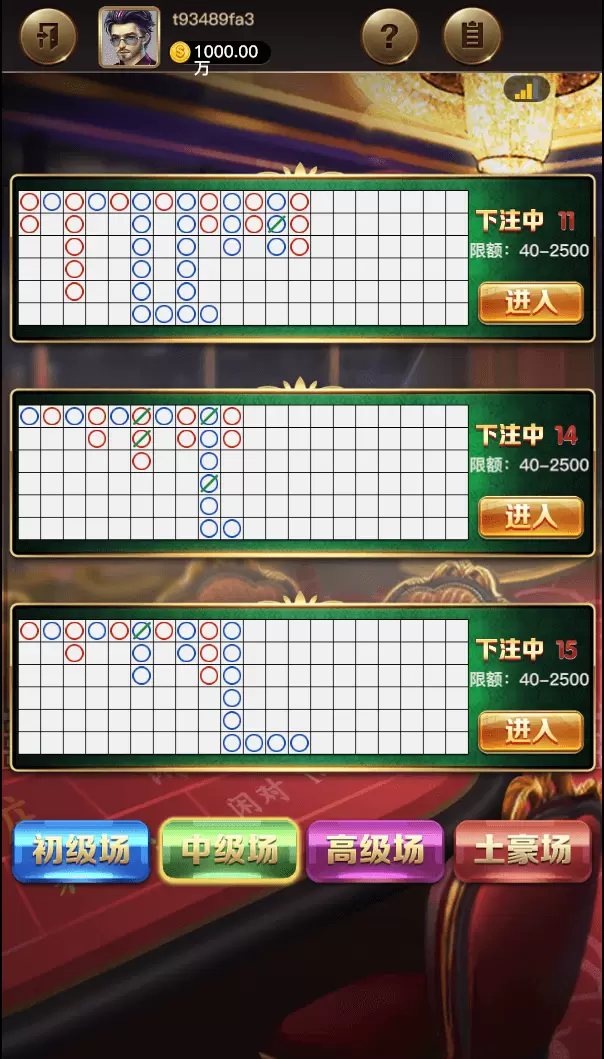 t93489fa3
1000.00
万
?
下注中 11
限额：40-2500
进入
下注中 14
限额：40-2500
进入
下注中 15
限额：40-2500
进入
闲对
初级场 中级场 高级场 土豪场